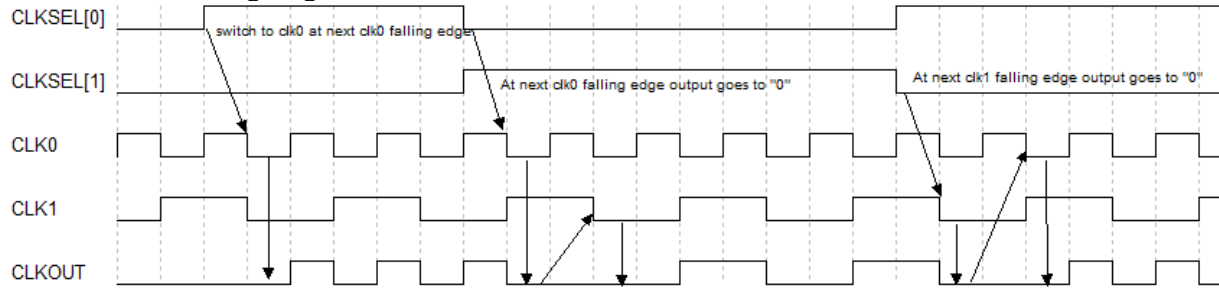 CLKSEL[0]
switch to clk0 at next clk0 falling edge
CLKSEL[1]
At next clk0 falling edge output goes to "0"
At next clk1 falling edge output goes to "0"
CLK0
CLK1
CLKOUT